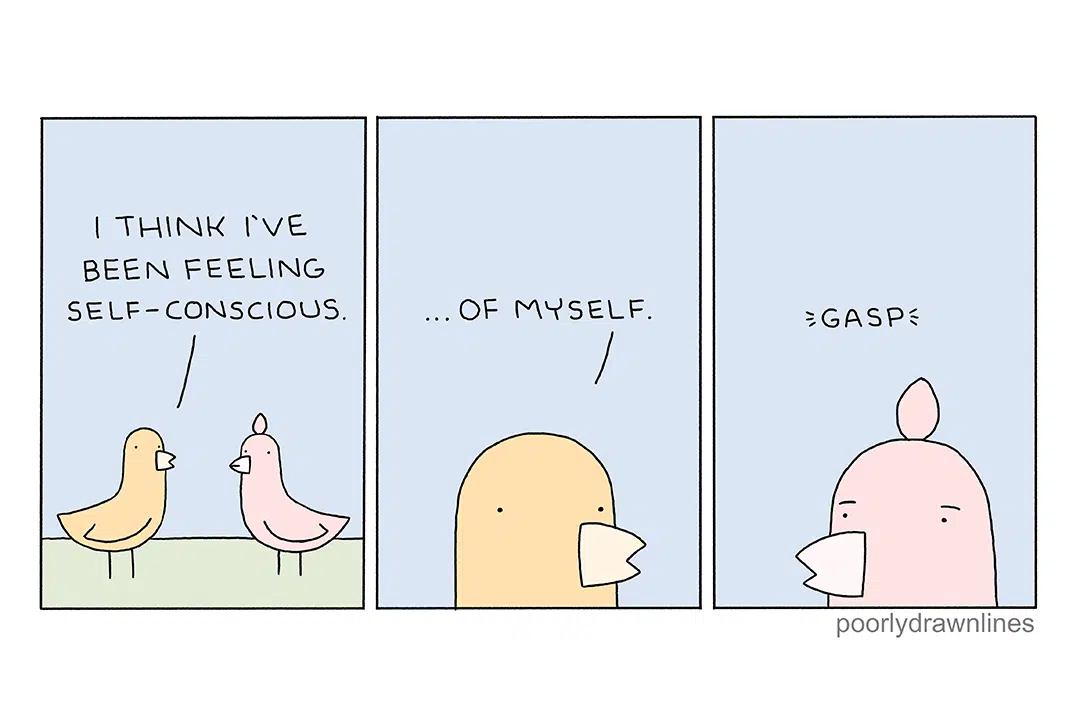 I THINK I'VE
BEEN FEELING
SELF-CONSCIOUS.
...OF MYSELF.
GASP
poorlydrawnlines